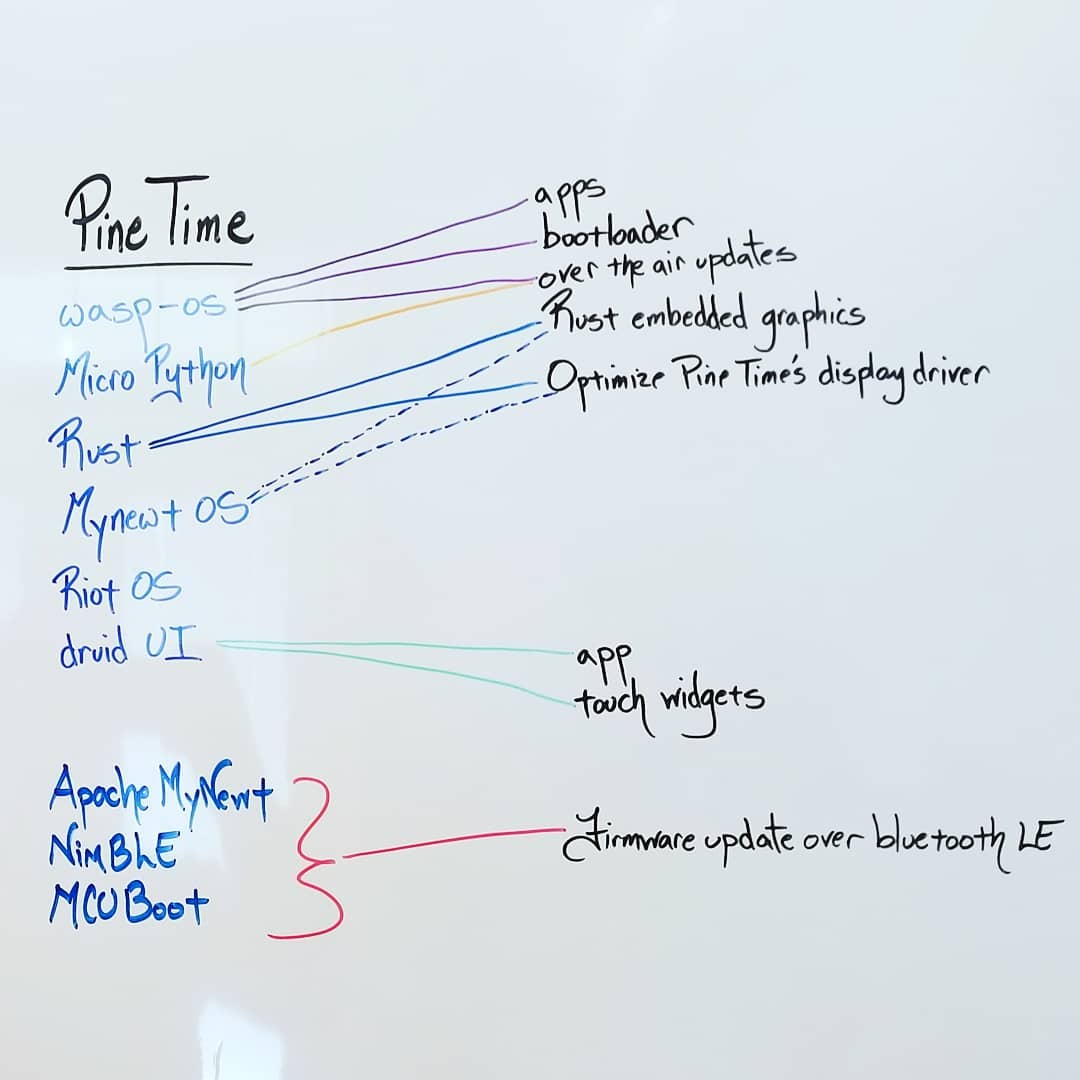 Pine Time
wasp-os
Micro Python
Rust
Mynewt OS
Riot OS
druid UI
apps
bootloader
over the air updates
Rust embedded graphics
Optimize Pine Time's display driver
app
touch widgets
Apache MyNewt
NimBLE
MCUBoot
Firmware update over bluetooth LE